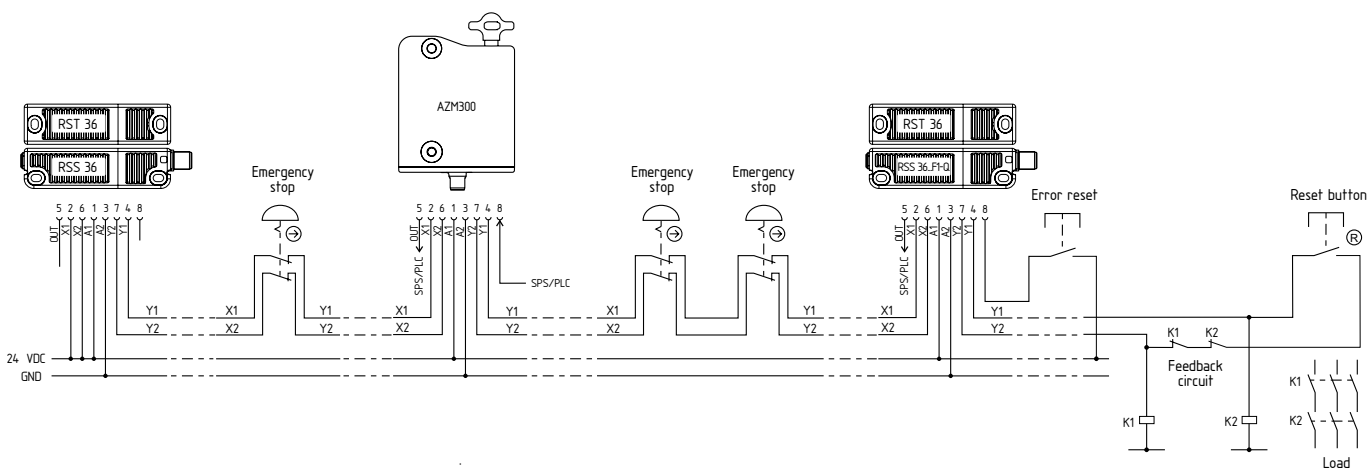 AZM300
RST 36
RSS 36
Emergency
stop
Emergency
stop
Emergency
stop
RST 36
RSS 36..F1-Q
Error reset
Reset button
R
5 2 6 1 3 7 4 8
OUT X1 X2 A1 A2 Y2 Y1
5 2 6 1 3 7 4 8
OUT X1 X2 A1 A2 Y2 Y1
SPS/PLC
SPS/PLC
5 2 6 1 3 7 4 8
OUT X1 X2 A1 A2 Y2 Y1
SPS/PLC
Y1 X1 Y1 X1 Y1 X1 Y1 X1 Y1
Y2 X2 Y2 X2 Y2 X2 Y2 X2 Y2
24 VDC
GND
K1 K2
Feedback
circuit
K1
K2
K1
K2
Load